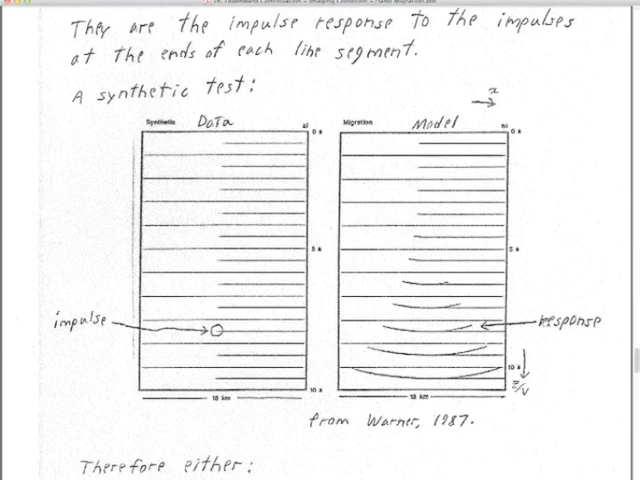 They are the impulse response to the impulses
at the ends of each line segment.
A synthetic test:
x
Synthetic Data a) 0 s
Migration Model b) 0 s
5 s
5 s
impulse
response
10 s
z/v
10 s
18 km
18 km
from Warner, 1987.
Therefore either: